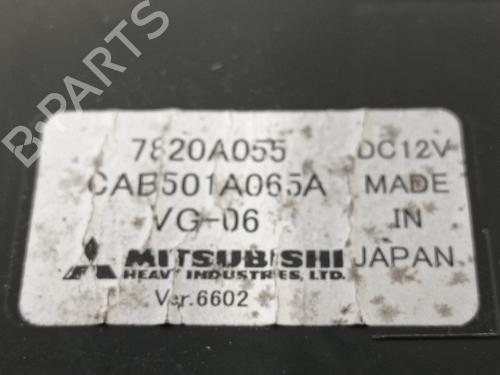 7820A055 DC12V
CAB501A065A MADE
VG-06 IN
MITSUBISHI JAPAN
HEAVY INDUSTRIES, LTD.
Ver.6602
B-PARTS